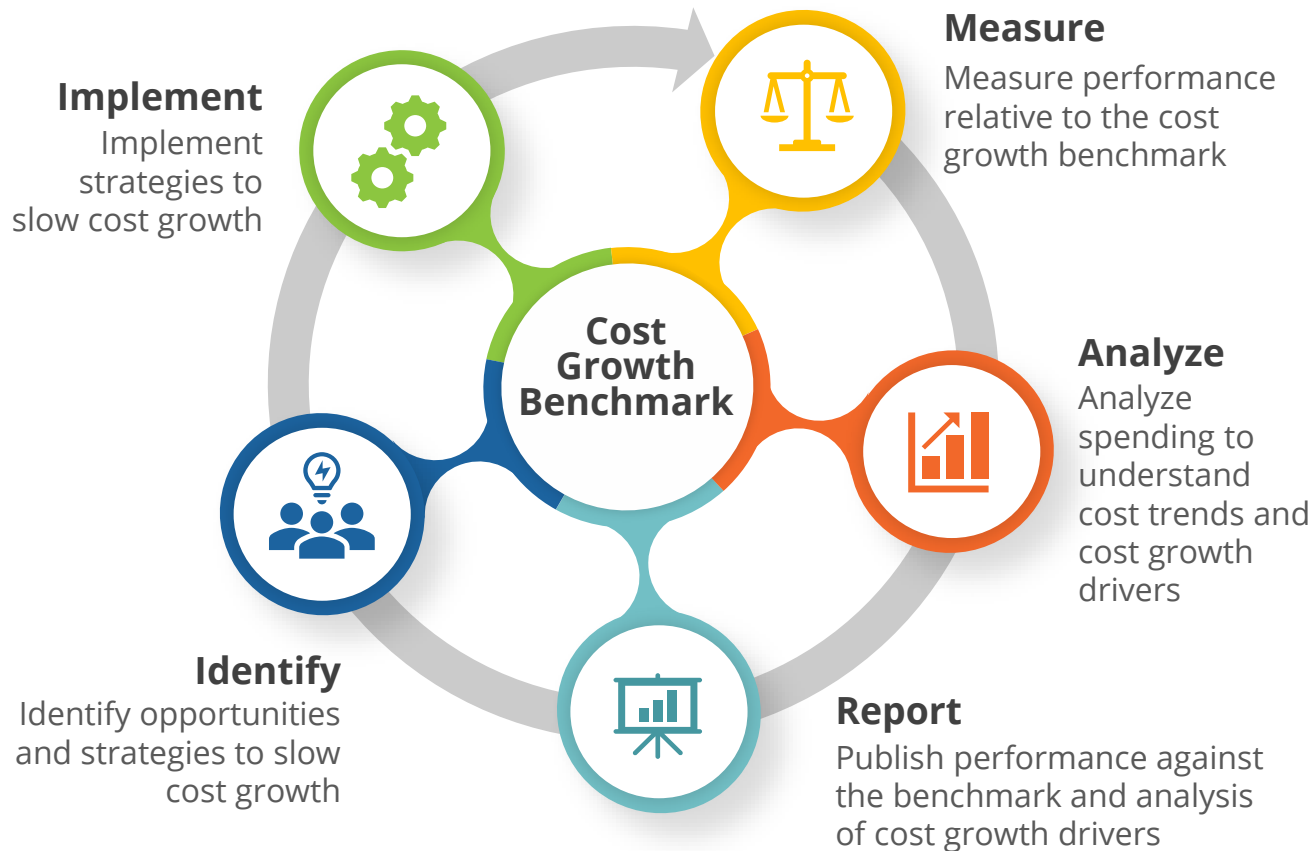 Measure
Measure performance
relative to the cost
growth benchmark
Analyze
Analyze
spending to
understand
cost trends and
cost growth
drivers
Report
Publish performance against
the benchmark and analysis
of cost growth drivers
Identify
Identify opportunities
and strategies to slow
cost growth
Implement
Implement
strategies to
slow cost growth
Cost
Growth
Benchmark